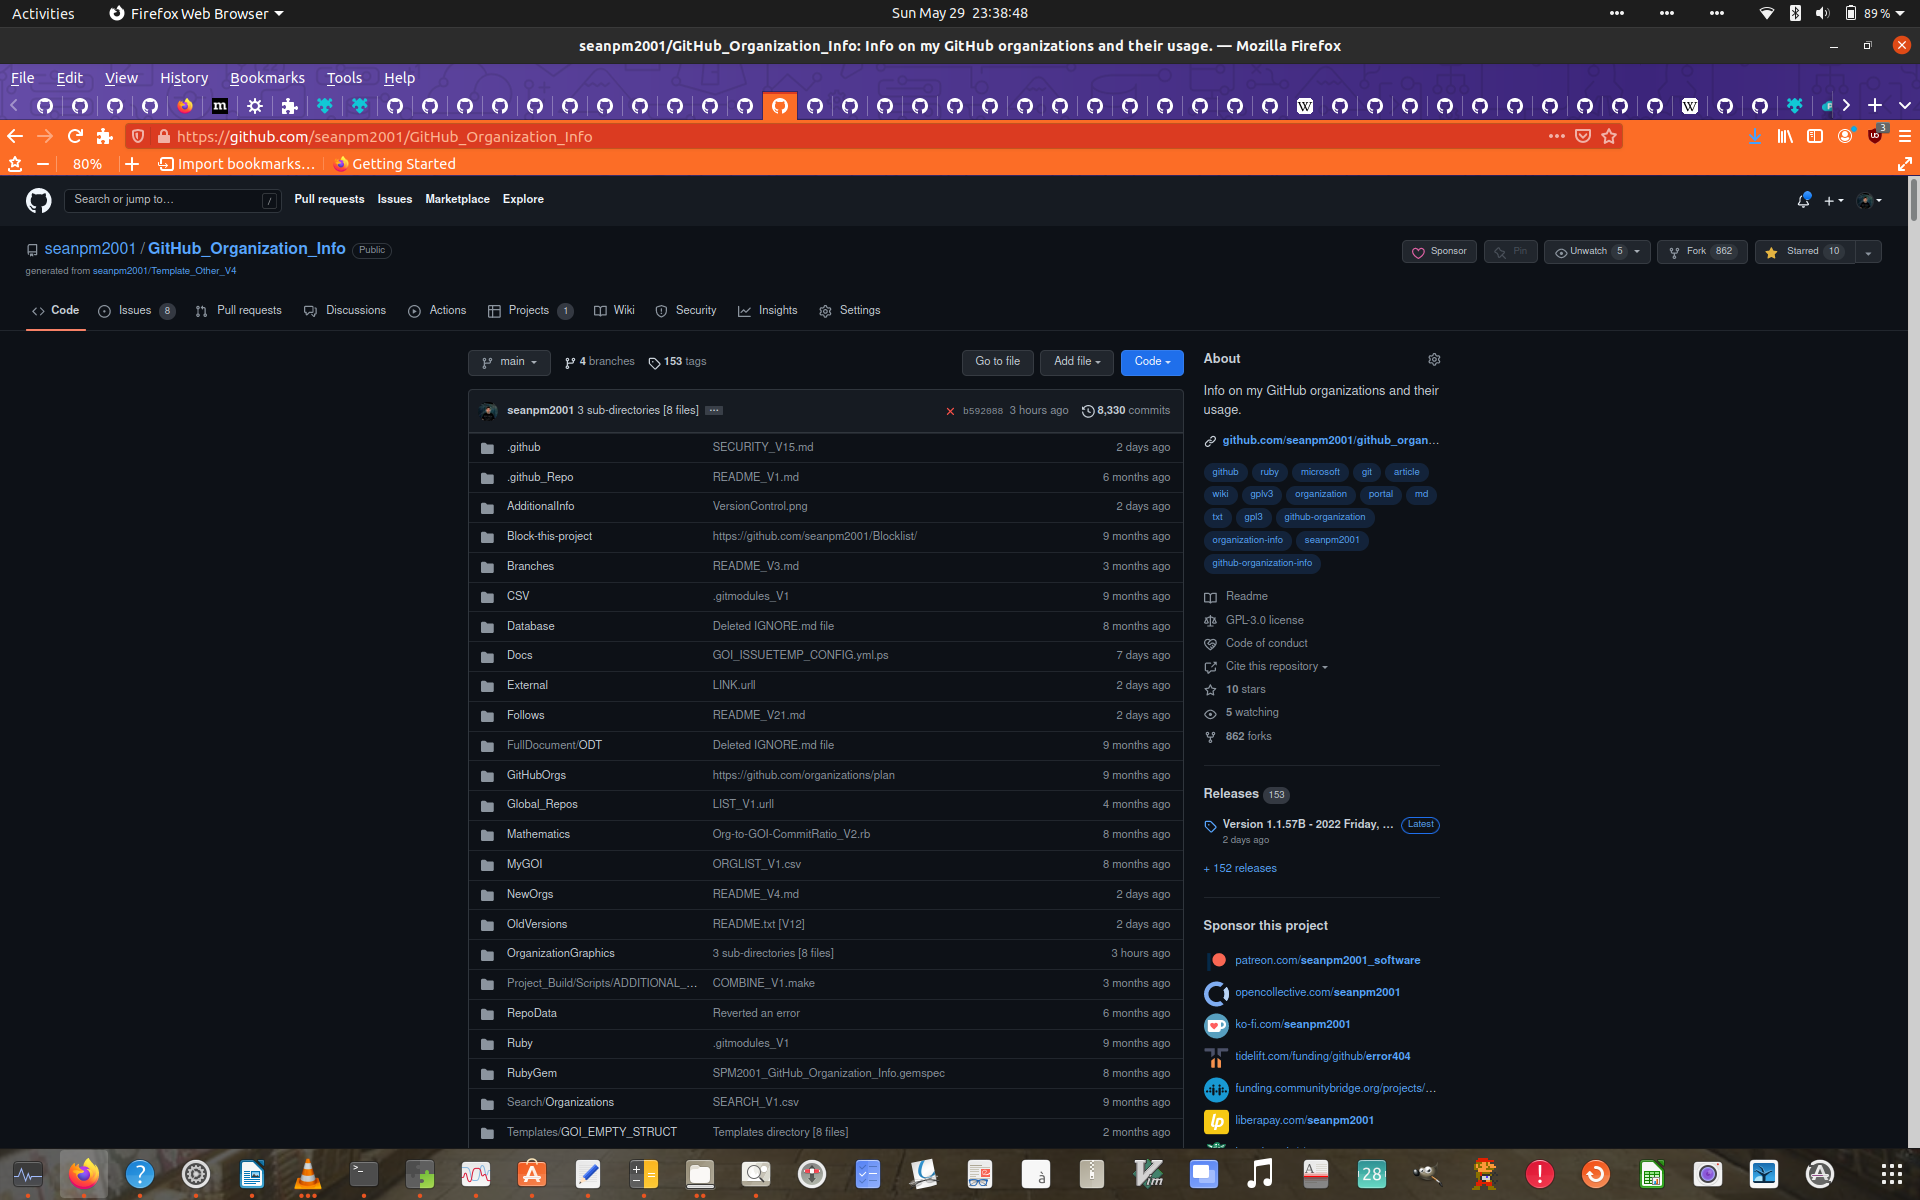 Activities Firefox Web Browser Sun May 29 23:38:48 89 %
seanpm2001/GitHub_Organization_Info: Info on my GitHub organizations and their usage. — Mozilla Firefox
File Edit View History Bookmarks Tools Help
https://github.com/seanpm2001/GitHub_Organization_Info 3
80% Import bookmarks... Getting Started
Search or jump to... / Pull requests Issues Marketplace Explore
seanpm2001 / GitHub_Organization_Info Public Sponsor Pin Unwatch 5 Fork 862 Starred 10
generated from seanpm2001/Template_Other_V4
Code Issues 8 Pull requests Discussions Actions Projects 1 Wiki Security Insights Settings
main 4 branches 153 tags Go to file Add file Code
seanpm2001 3 sub-directories [8 files] ... b592088 3 hours ago 8,330 commits
.github SECURITY_V15.md 2 days ago
.github_Repo README_V1.md 6 months ago
AdditionalInfo VersionControl.png 2 days ago
Block-this-project https://github.com/seanpm2001/Blocklist/ 9 months ago
Branches README_V3.md 3 months ago
CSV .gitmodules_V1 9 months ago
Database Deleted IGNORE.md file 8 months ago
Docs GOI_ISSUETEMP_CONFIG.yml.ps 7 days ago
External LINK.urll 2 days ago
Follows README_V21.md 2 days ago
FullDocument/ODT Deleted IGNORE.md file 9 months ago
GitHubOrgs https://github.com/organizations/plan 9 months ago
Global_Repos LIST_V1.urll 4 months ago
Mathematics Org-to-GOI-CommitRatio_V2.rb 8 months ago
MyGOI ORGLIST_V1.csv 8 months ago
NewOrgs README_V4.md 2 days ago
OldVersions README.txt [V12] 2 days ago
OrganizationGraphics 3 sub-directories [8 files] 3 hours ago
Project_Build/Scripts/ADDITIONAL_... COMBINE_V1.make 3 months ago
RepoData Reverted an error 6 months ago
Ruby .gitmodules_V1 9 months ago
RubyGem SPM2001_GitHub_Organization_Info.gemspec 8 months ago
Search/Organizations SEARCH_V1.csv 9 months ago
Templates/GOI_EMPTY_STRUCT Templates directory [8 files] 2 months ago
About
Info on my GitHub organizations and their
usage.
github.com/seanpm2001/github_organ...
github ruby microsoft git article
wiki gplv3 organization portal md
txt gpl3 github-organization
organization-info seanpm2001
github-organization-info
Readme
GPL-3.0 license
Code of conduct
Cite this repository
10 stars
5 watching
862 forks
Releases 153
Version 1.1.57B - 2022 Friday, ... Latest
2 days ago
+ 152 releases
Sponsor this project
patreon.com/seanpm2001_software
opencollective.com/seanpm2001
ko-fi.com/seanpm2001
tidelift.com/funding/github/error404
funding.communitybridge.org/projects/...
liberapay.com/seanpm2001
28